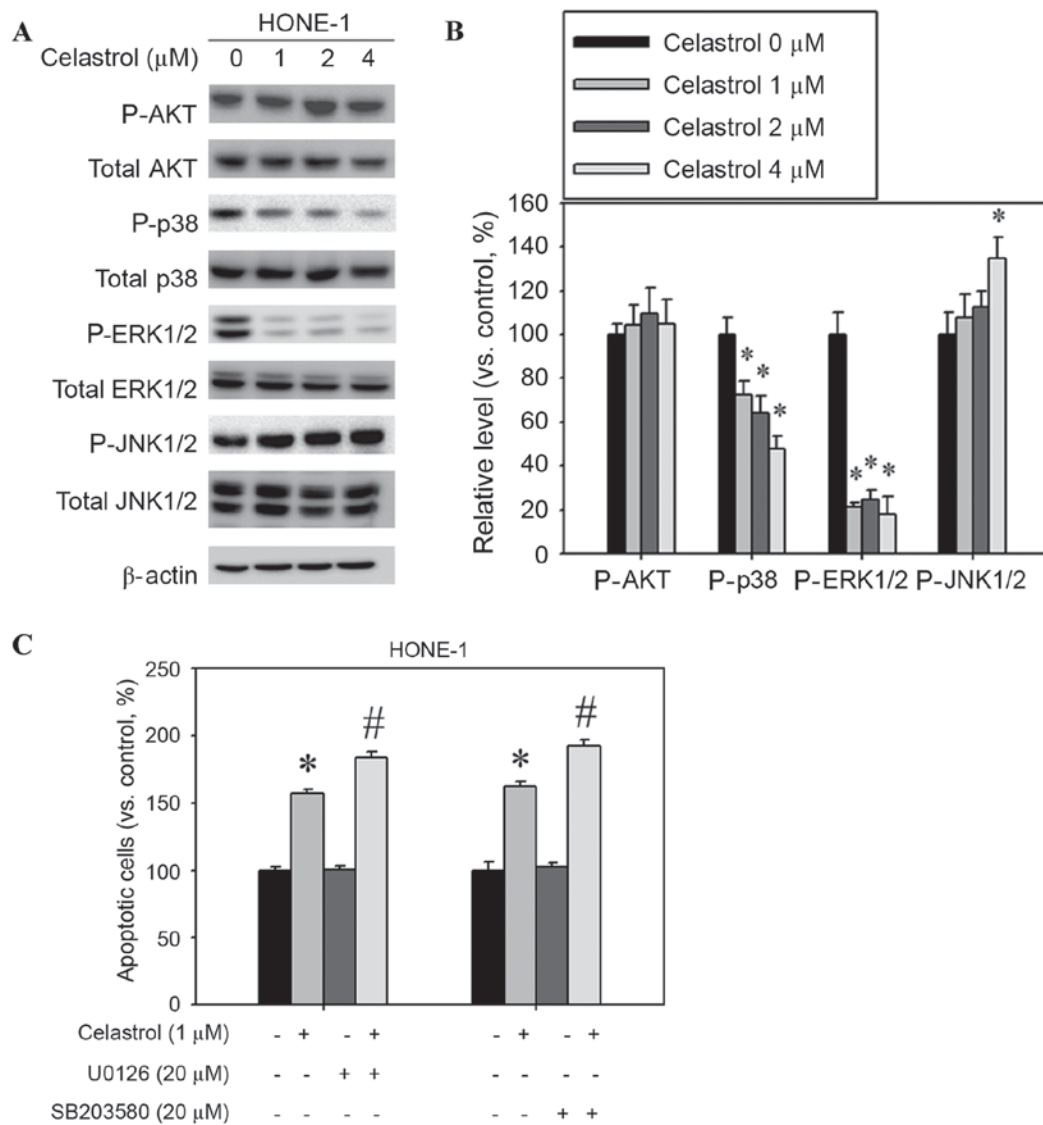 A
HONE-1
Celastrol (µM) 0 1 2 4
P-AKT
Total AKT
P-p38
Total p38
P-ERK1/2
Total ERK1/2
P-JNK1/2
Total JNK1/2
β-actin
B
Celastrol 0 µM
Celastrol 1 µM
Celastrol 2 µM
Celastrol 4 µM
Relative level (vs. control, %)
160
140
120
100
80
60
40
20
0
*
* * *
* * *
P-AKT P-p38 P-ERK1/2 P-JNK1/2
C
HONE-1
Apoptotic cells (vs. control, %)
250
200
150
100
50
0
* # * #
Celastrol (1 µM) - + - + - + - +
U0126 (20 µM) - - + + - - - -
SB203580 (20 µM) - - - - - - + +